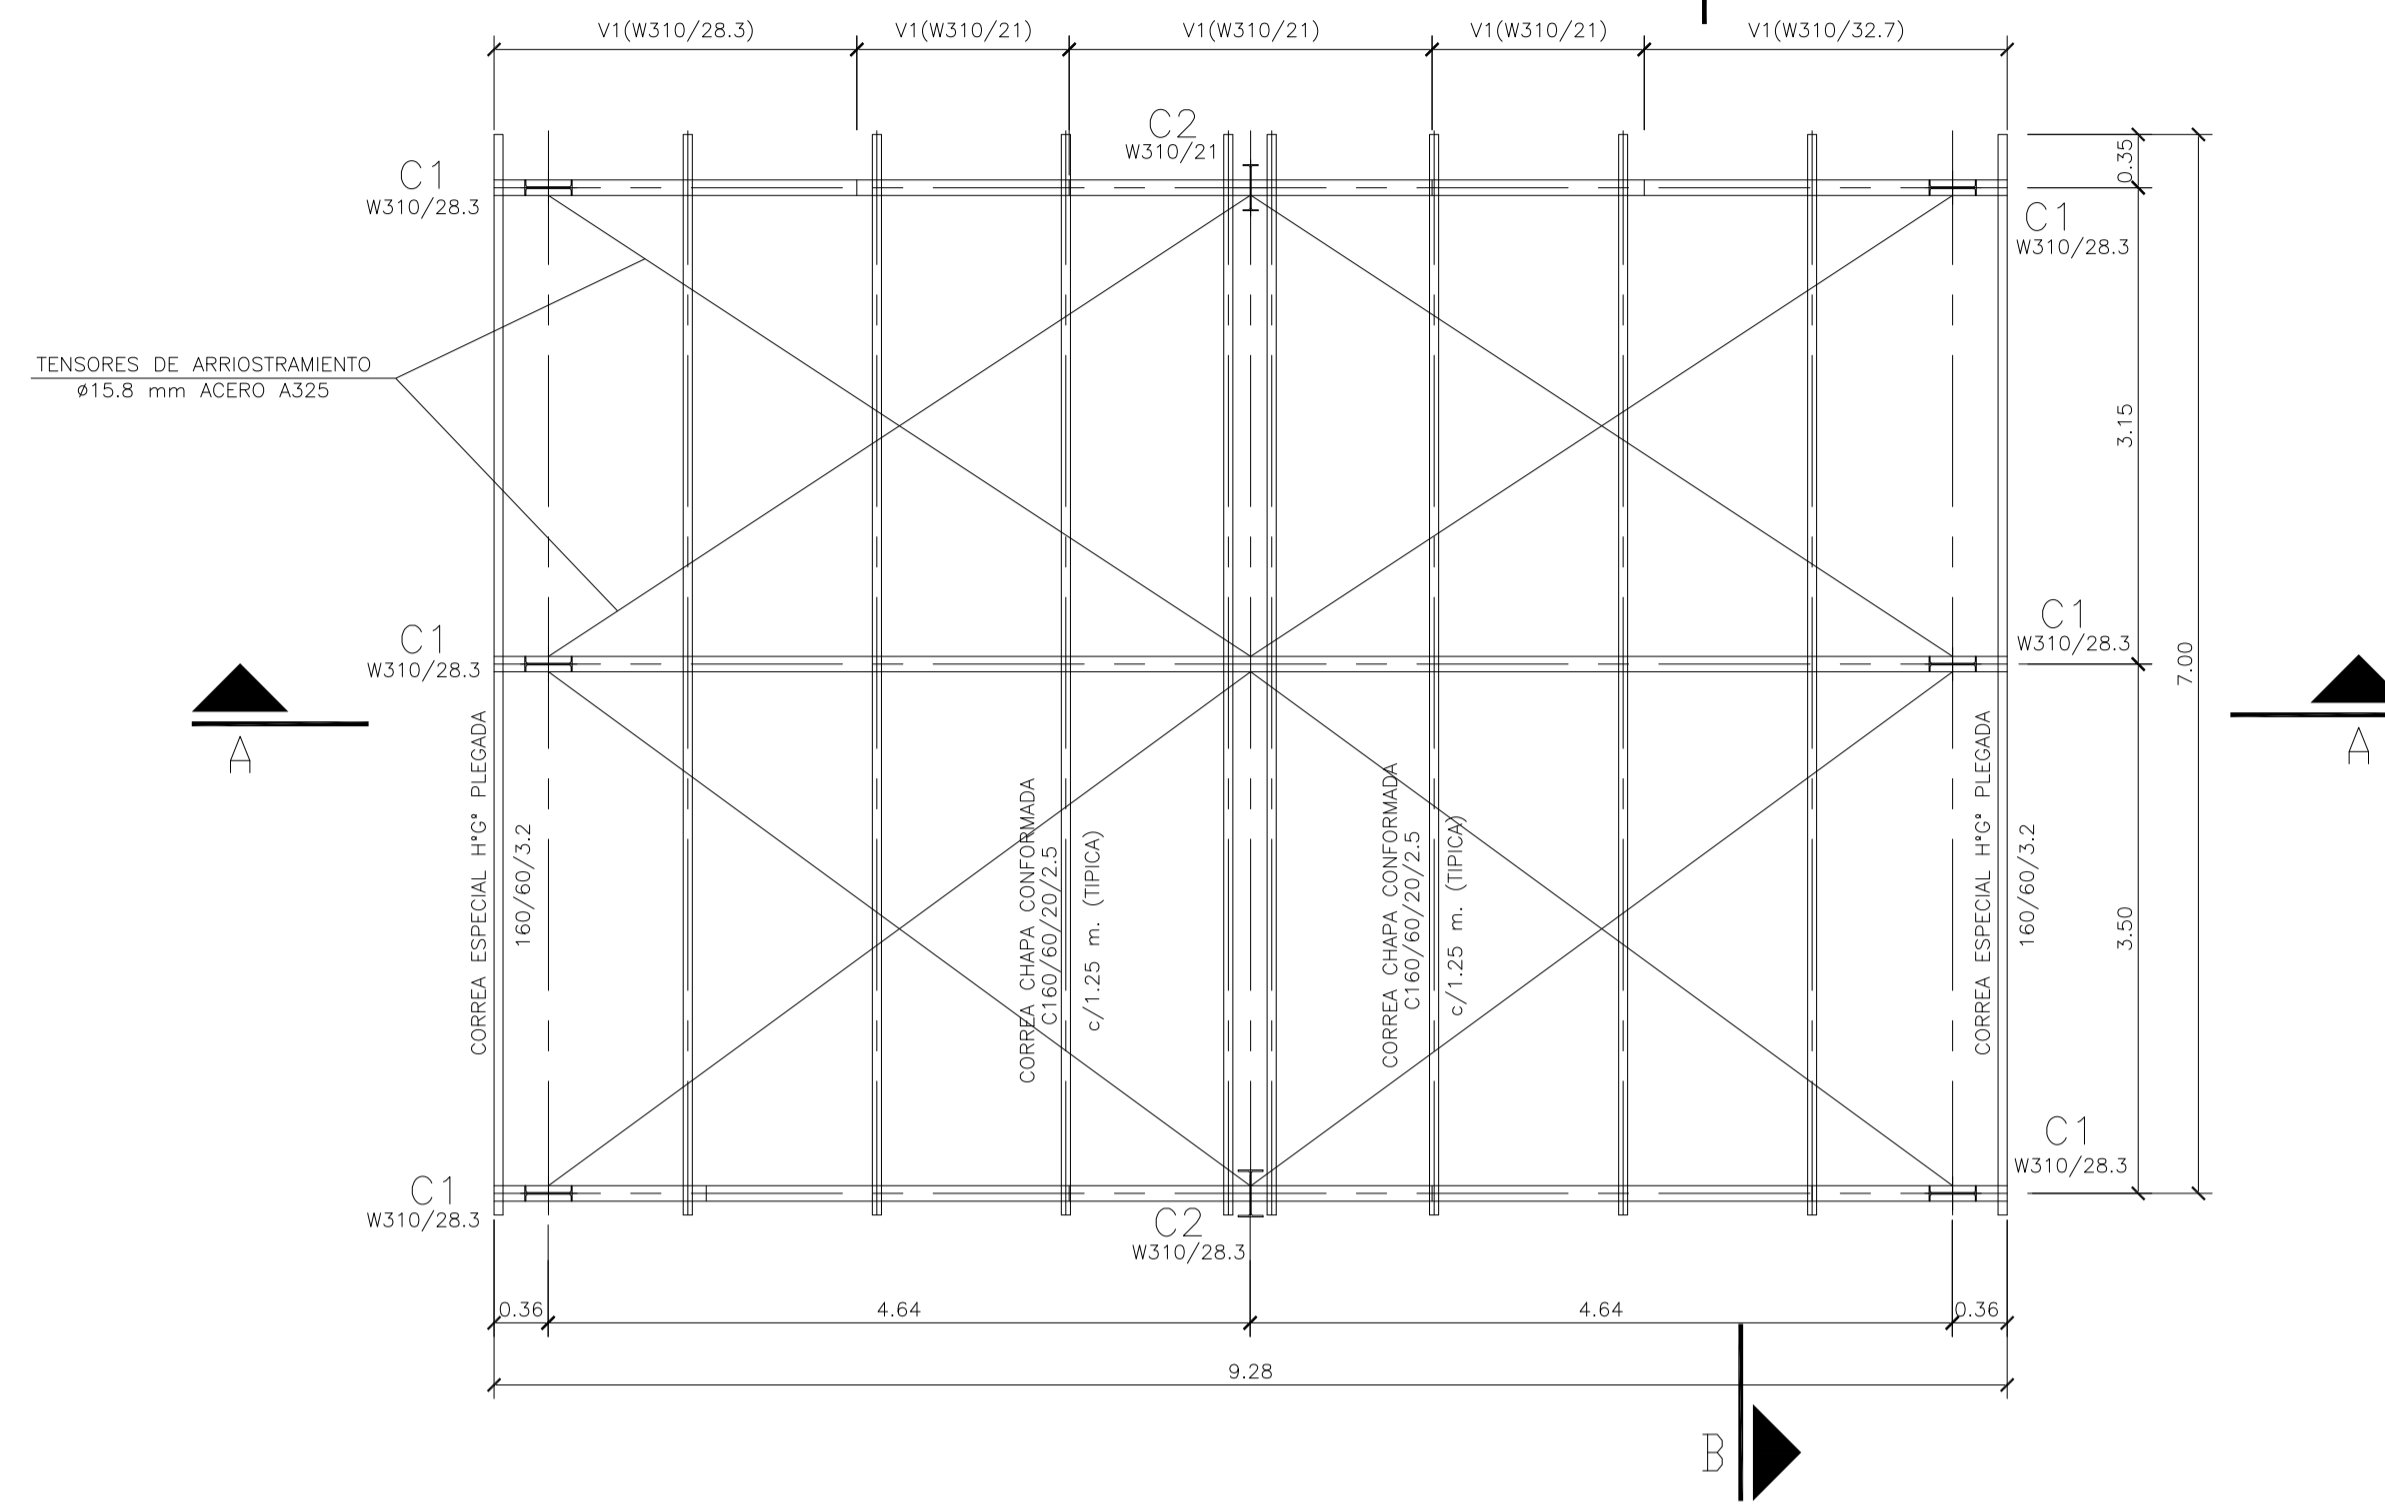 V1(W310/28.3)
V1(W310/21)
V1(W310/21)
V1(W310/21)
V1(W310/32.7)
C2
W310/21
C1
W310/28.3
C1
W310/28.3
0.35
TENSORES DE ARRIOSTRAMIENTO
ø15.8 mm ACERO A325
3.15
C1
W310/28.3
C1
W310/28.3
7.00
A
A
CORREA ESPECIAL HºGº PLEGADA
160/60/3.2
CORREA CHAPA CONFORMADA
C160/60/20/2.5
c/1.25 m. (TIPICA)
CORREA CHAPA CONFORMADA
C160/60/20/2.5
c/1.25 m. (TIPICA)
CORREA ESPECIAL HºGº PLEGADA
160/60/3.2
3.50
C1
W310/28.3
C1
W310/28.3
C2
W310/28.3
0.36
4.64
4.64
0.36
9.28
B